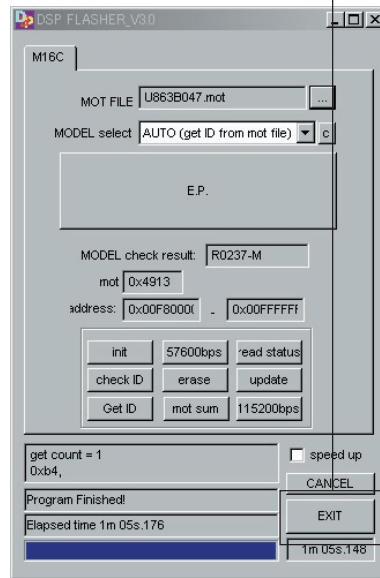 DSP FLASHER_V3.0
M16C
MOT FILE U863B047.mot ...
MODEL select AUTO (get ID from mot file) c
E.P.
MODEL check result: R0237-M
mot 0x4913
address: 0x00F8000( - 0x00FFFFFF
init 57600bps read status
check ID erase update
Get ID mot sum 115200bps
get count = 1
0xb4,
speed up
CANCEL
Program Finished!
EXIT
Elapsed time 1m 05s.176
1m 05s.148